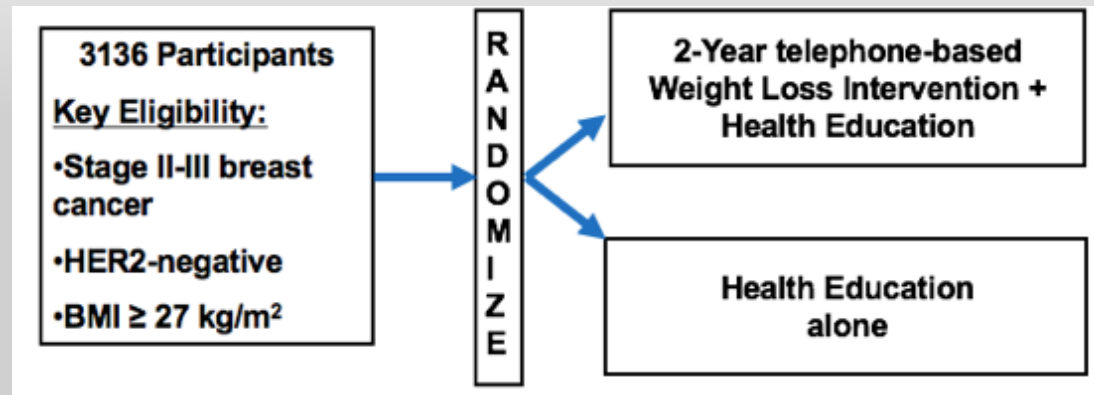 3136 Participants
Key Eligibility:
•Stage II-III breast
cancer
•HER2-negative
•BMI ≥ 27 kg/m²
RANDOMIZE
2-Year telephone-based
Weight Loss Intervention +
Health Education
Health Education
alone